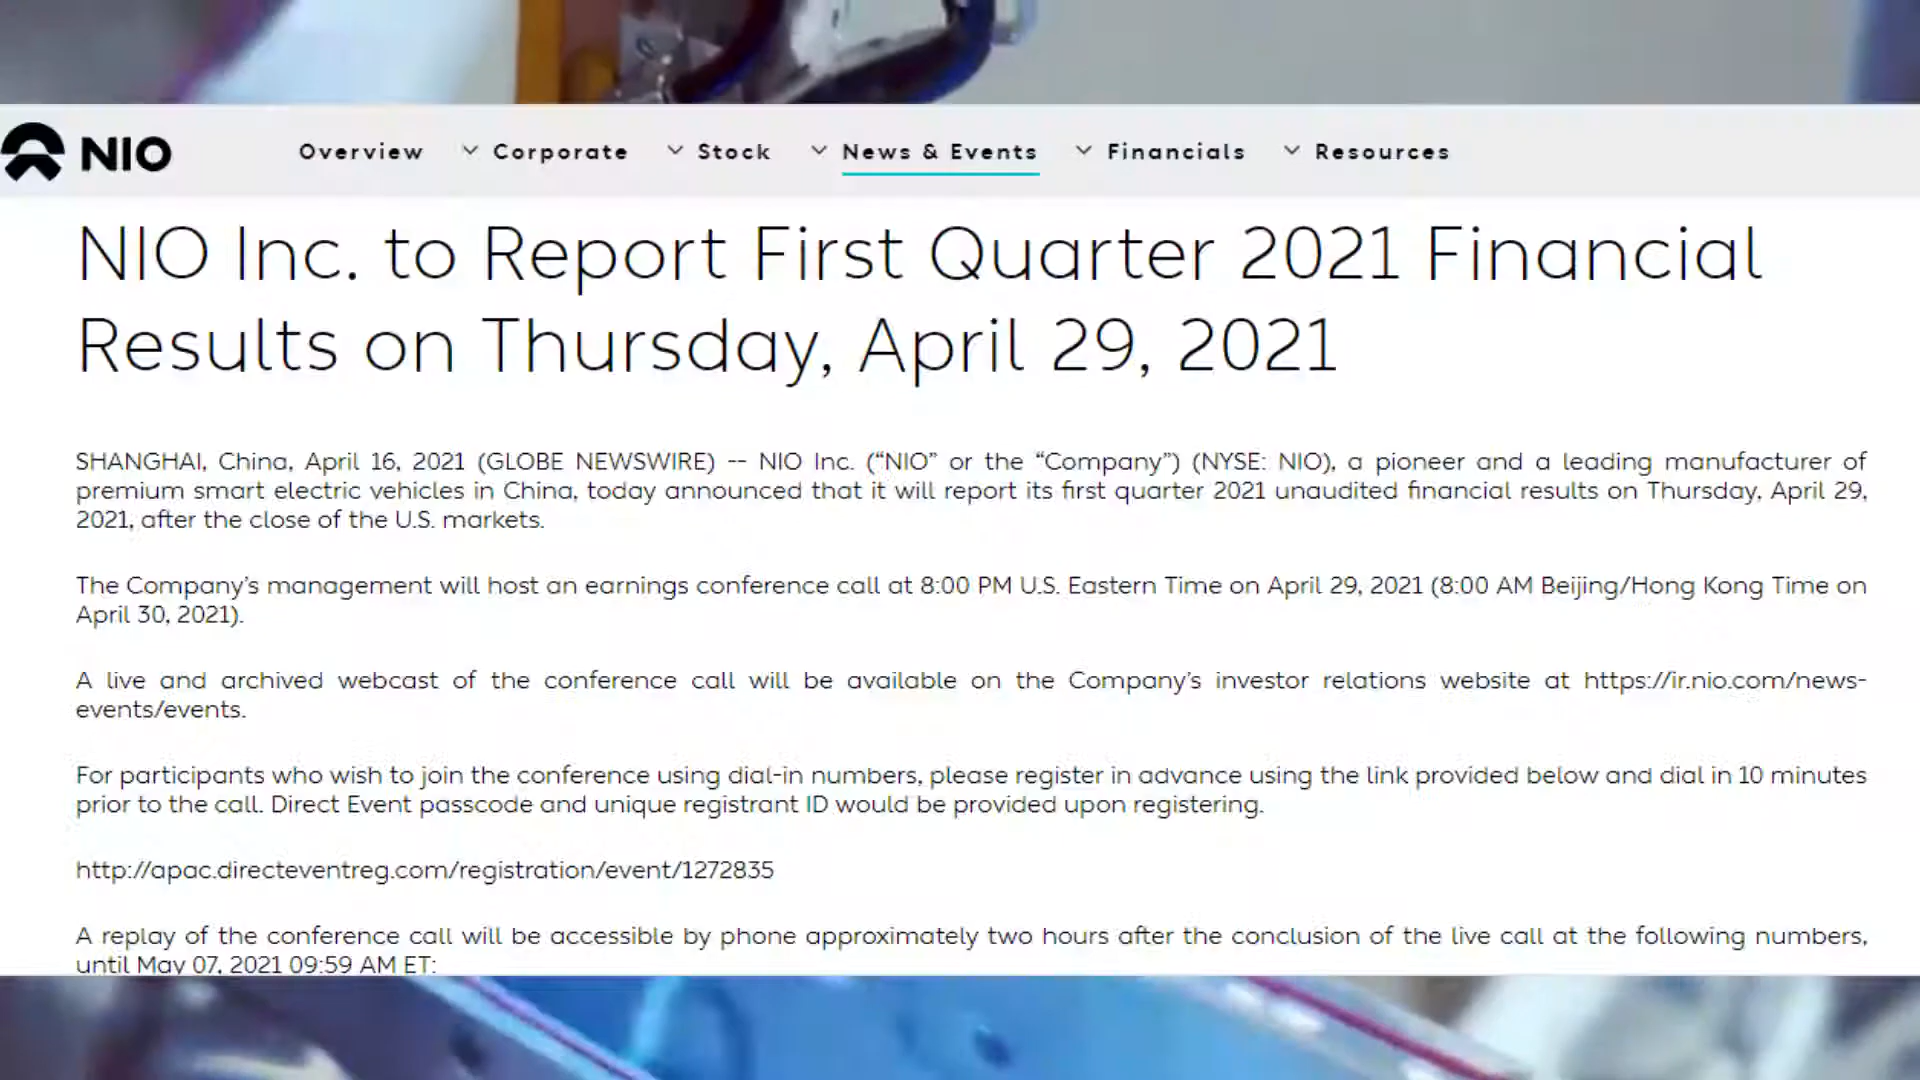 NIO
Overview Corporate Stock News & Events Financials Resources
NIO Inc. to Report First Quarter 2021 Financial
Results on Thursday, April 29, 2021
SHANGHAI, China, April 16, 2021 (GLOBE NEWSWIRE) -- NIO Inc. (“NIO” or the “Company”) (NYSE: NIO), a pioneer and a leading manufacturer of
premium smart electric vehicles in China, today announced that it will report its first quarter 2021 unaudited financial results on Thursday, April 29,
2021, after the close of the U.S. markets.
The Company’s management will host an earnings conference call at 8:00 PM U.S. Eastern Time on April 29, 2021 (8:00 AM Beijing/Hong Kong Time on
April 30, 2021).
A live and archived webcast of the conference call will be available on the Company’s investor relations website at https://ir.nio.com/news-
events/events.
For participants who wish to join the conference using dial-in numbers, please register in advance using the link provided below and dial in 10 minutes
prior to the call. Direct Event passcode and unique registrant ID would be provided upon registering.
http://apac.directeventreg.com/registration/event/1272835
A replay of the conference call will be accessible by phone approximately two hours after the conclusion of the live call at the following numbers,
until May 07, 2021 09:59 AM ET: